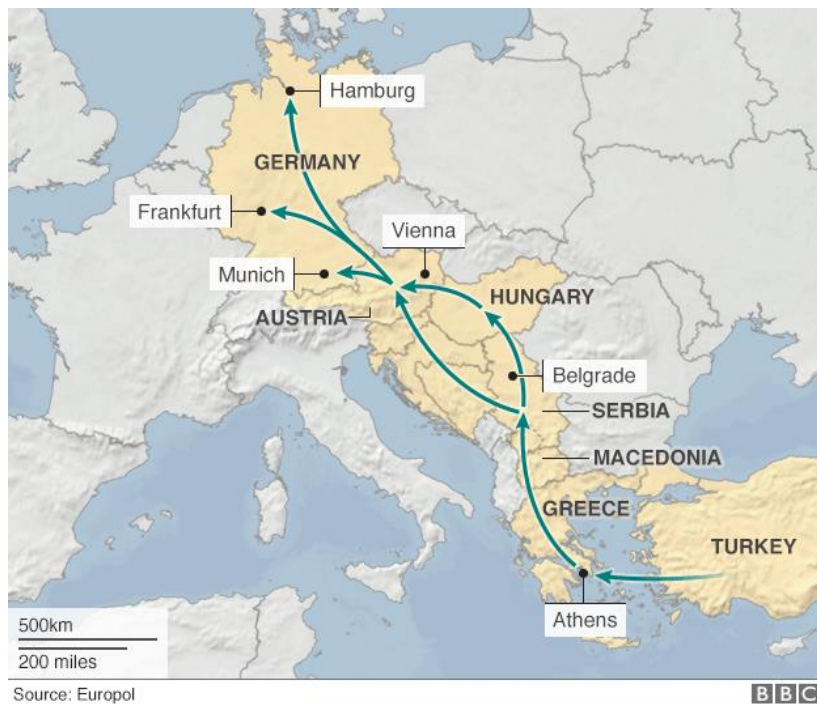 Hamburg
GERMANY
Frankfurt
Vienna
Munich
HUNGARY
AUSTRIA
Belgrade
SERBIA
MACEDONIA
GREECE
TURKEY
Athens
500km
200 miles
Source: Europol
BBC